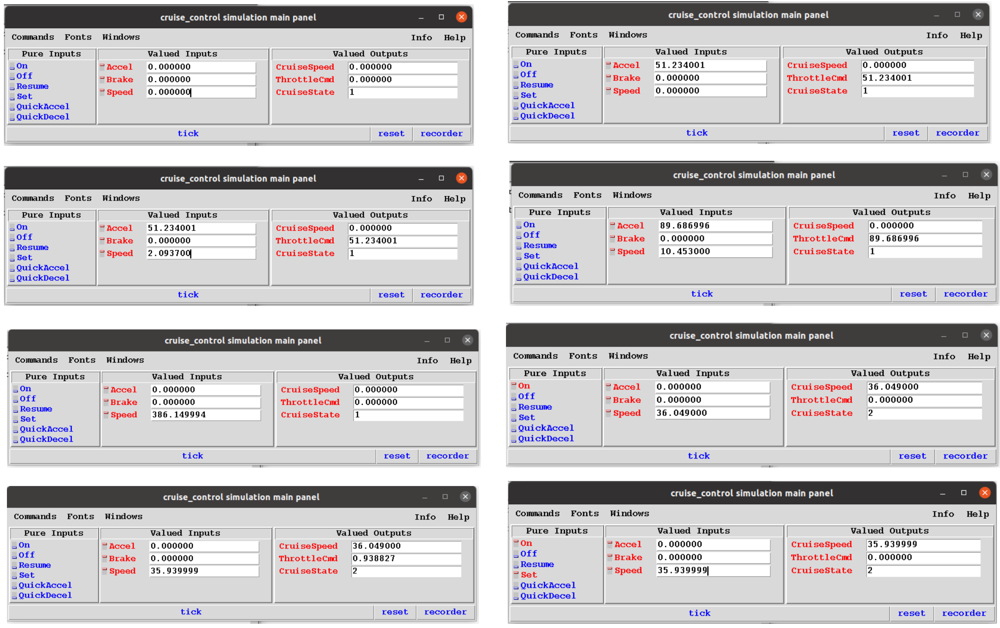 cruise_control simulation main panel
Commands Fonts Windows Info Help
Pure Inputs Valued Inputs Valued Outputs
On Accel 0.000000 CruiseSpeed 0.000000
Off Brake 0.000000 ThrottleCmd 0.000000
Resume Speed 0.000000 CruiseState 1
Set
QuickAccel
QuickDecel
tick reset recorder
cruise_control simulation main panel
Commands Fonts Windows Info Help
Pure Inputs Valued Inputs Valued Outputs
On Accel 51.234001 CruiseSpeed 0.000000
Off Brake 0.000000 ThrottleCmd 51.234001
Resume Speed 0.000000 CruiseState 1
Set
QuickAccel
QuickDecel
tick reset recorder
cruise_control simulation main panel
Commands Fonts Windows Info Help
Pure Inputs Valued Inputs Valued Outputs
On Accel 51.234001 CruiseSpeed 0.000000
Off Brake 0.000000 ThrottleCmd 51.234001
Resume Speed 2.093700 CruiseState 1
Set
QuickAccel
QuickDecel
tick reset recorder
cruise_control simulation main panel
Commands Fonts Windows Info Help
Pure Inputs Valued Inputs Valued Outputs
On Accel 89.686996 CruiseSpeed 0.000000
Off Brake 0.000000 ThrottleCmd 89.686996
Resume Speed 10.453000 CruiseState 1
Set
QuickAccel
QuickDecel
tick reset recorder
cruise_control simulation main panel
Commands Fonts Windows Info Help
Pure Inputs Valued Inputs Valued Outputs
On Accel 0.000000 CruiseSpeed 0.000000
Off Brake 0.000000 ThrottleCmd 0.000000
Resume Speed 386.149994 CruiseState 1
Set
QuickAccel
QuickDecel
tick reset recorder
cruise_control simulation main panel
Commands Fonts Windows Info Help
Pure Inputs Valued Inputs Valued Outputs
On Accel 0.000000 CruiseSpeed 36.049000
Off Brake 0.000000 ThrottleCmd 0.000000
Resume Speed 36.049000 CruiseState 2
Set
QuickAccel
QuickDecel
tick reset recorder
cruise_control simulation main panel
Commands Fonts Windows Info Help
Pure Inputs Valued Inputs Valued Outputs
On Accel 0.000000 CruiseSpeed 36.049000
Off Brake 0.000000 ThrottleCmd 0.938827
Resume Speed 35.939999 CruiseState 2
Set
QuickAccel
QuickDecel
tick reset recorder
cruise_control simulation main panel
Commands Fonts Windows Info Help
Pure Inputs Valued Inputs Valued Outputs
On Accel 0.000000 CruiseSpeed 35.939999
Off Brake 0.000000 ThrottleCmd 0.000000
Resume Speed 35.939999 CruiseState 2
Set
QuickAccel
QuickDecel
tick reset recorder